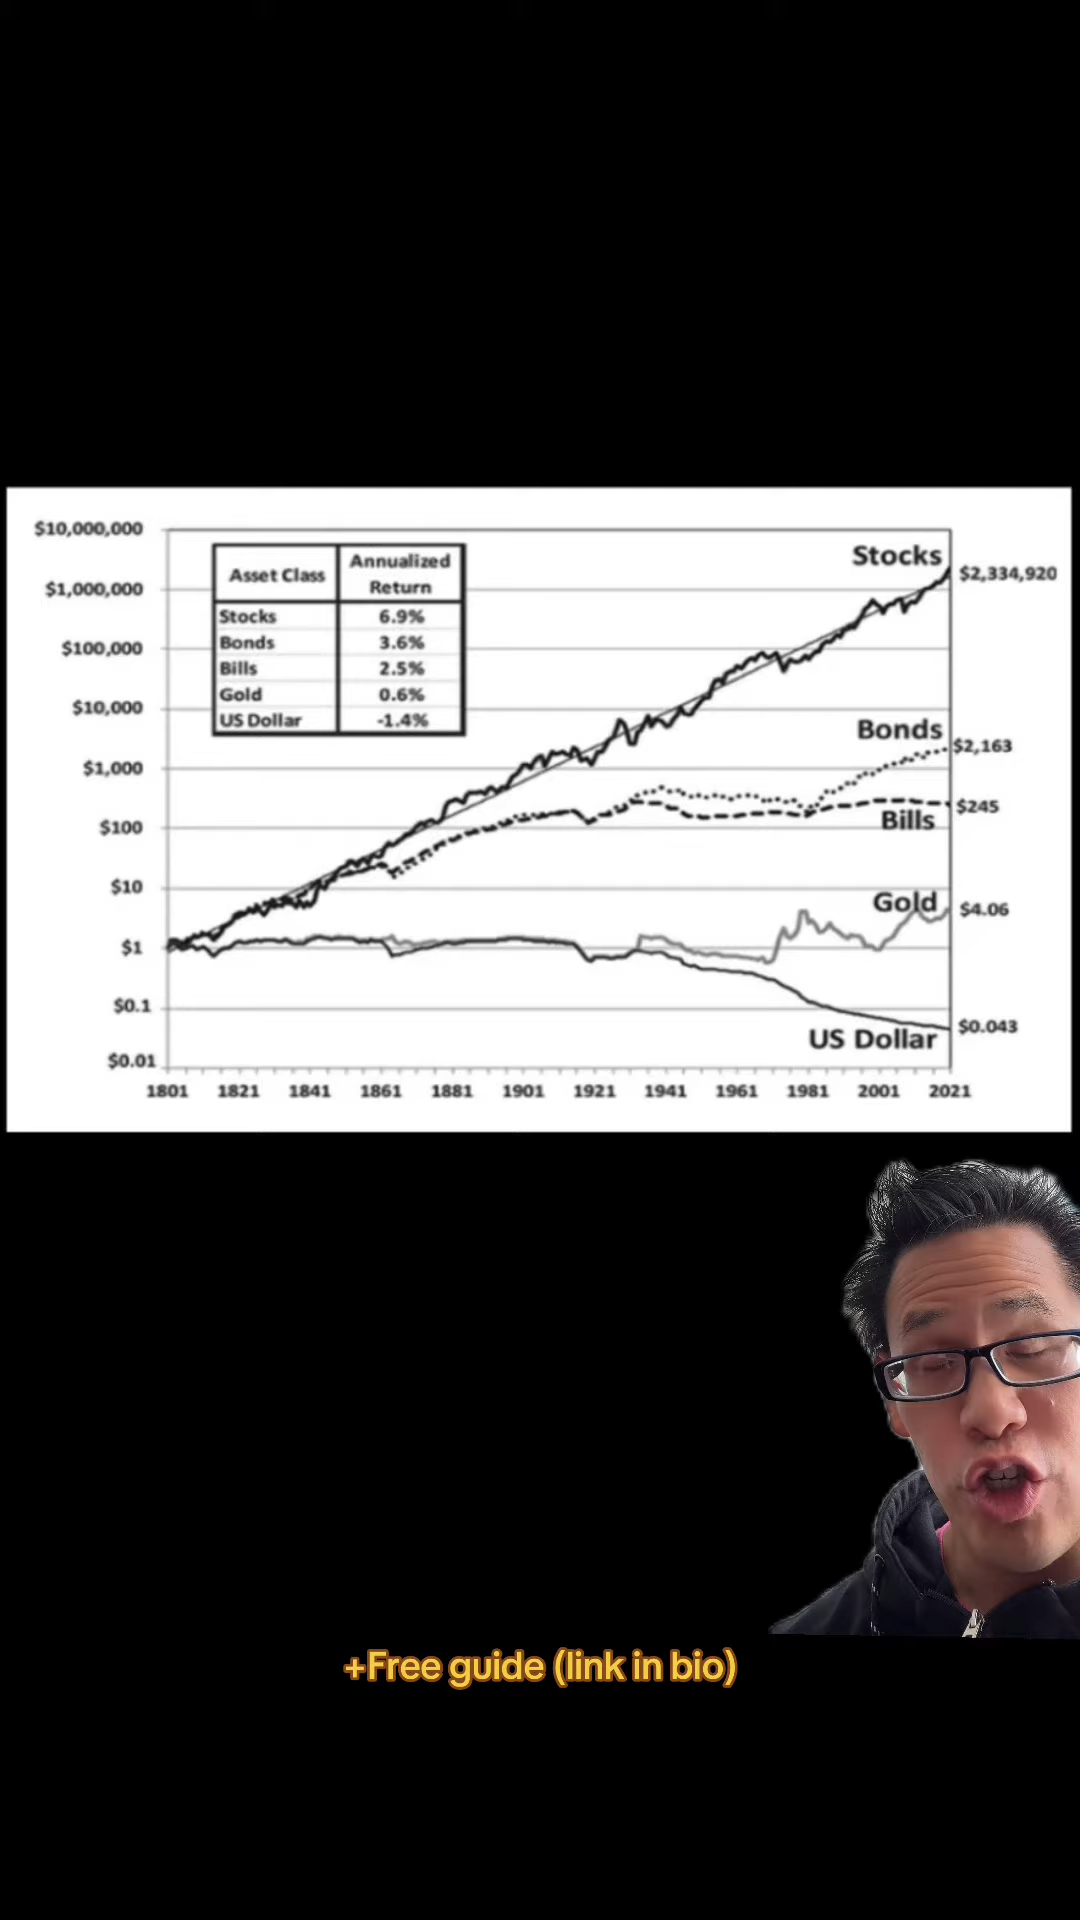 $10,000,000
$1,000,000
$100,000
$10,000
$1,000
$100
$10
$1
$0.1
$0.01
Asset Class Annualized Return
Stocks 6.9%
Bonds 3.6%
Bills 2.5%
Gold 0.6%
US Dollar -1.4%
Stocks
$2,334,920
Bonds
$2,163
$245
Bills
Gold
$4.06
$0.043
US Dollar
1801 1821 1841 1861 1881 1901 1921 1941 1961 1981 2001 2021
+Free guide (link in bio)